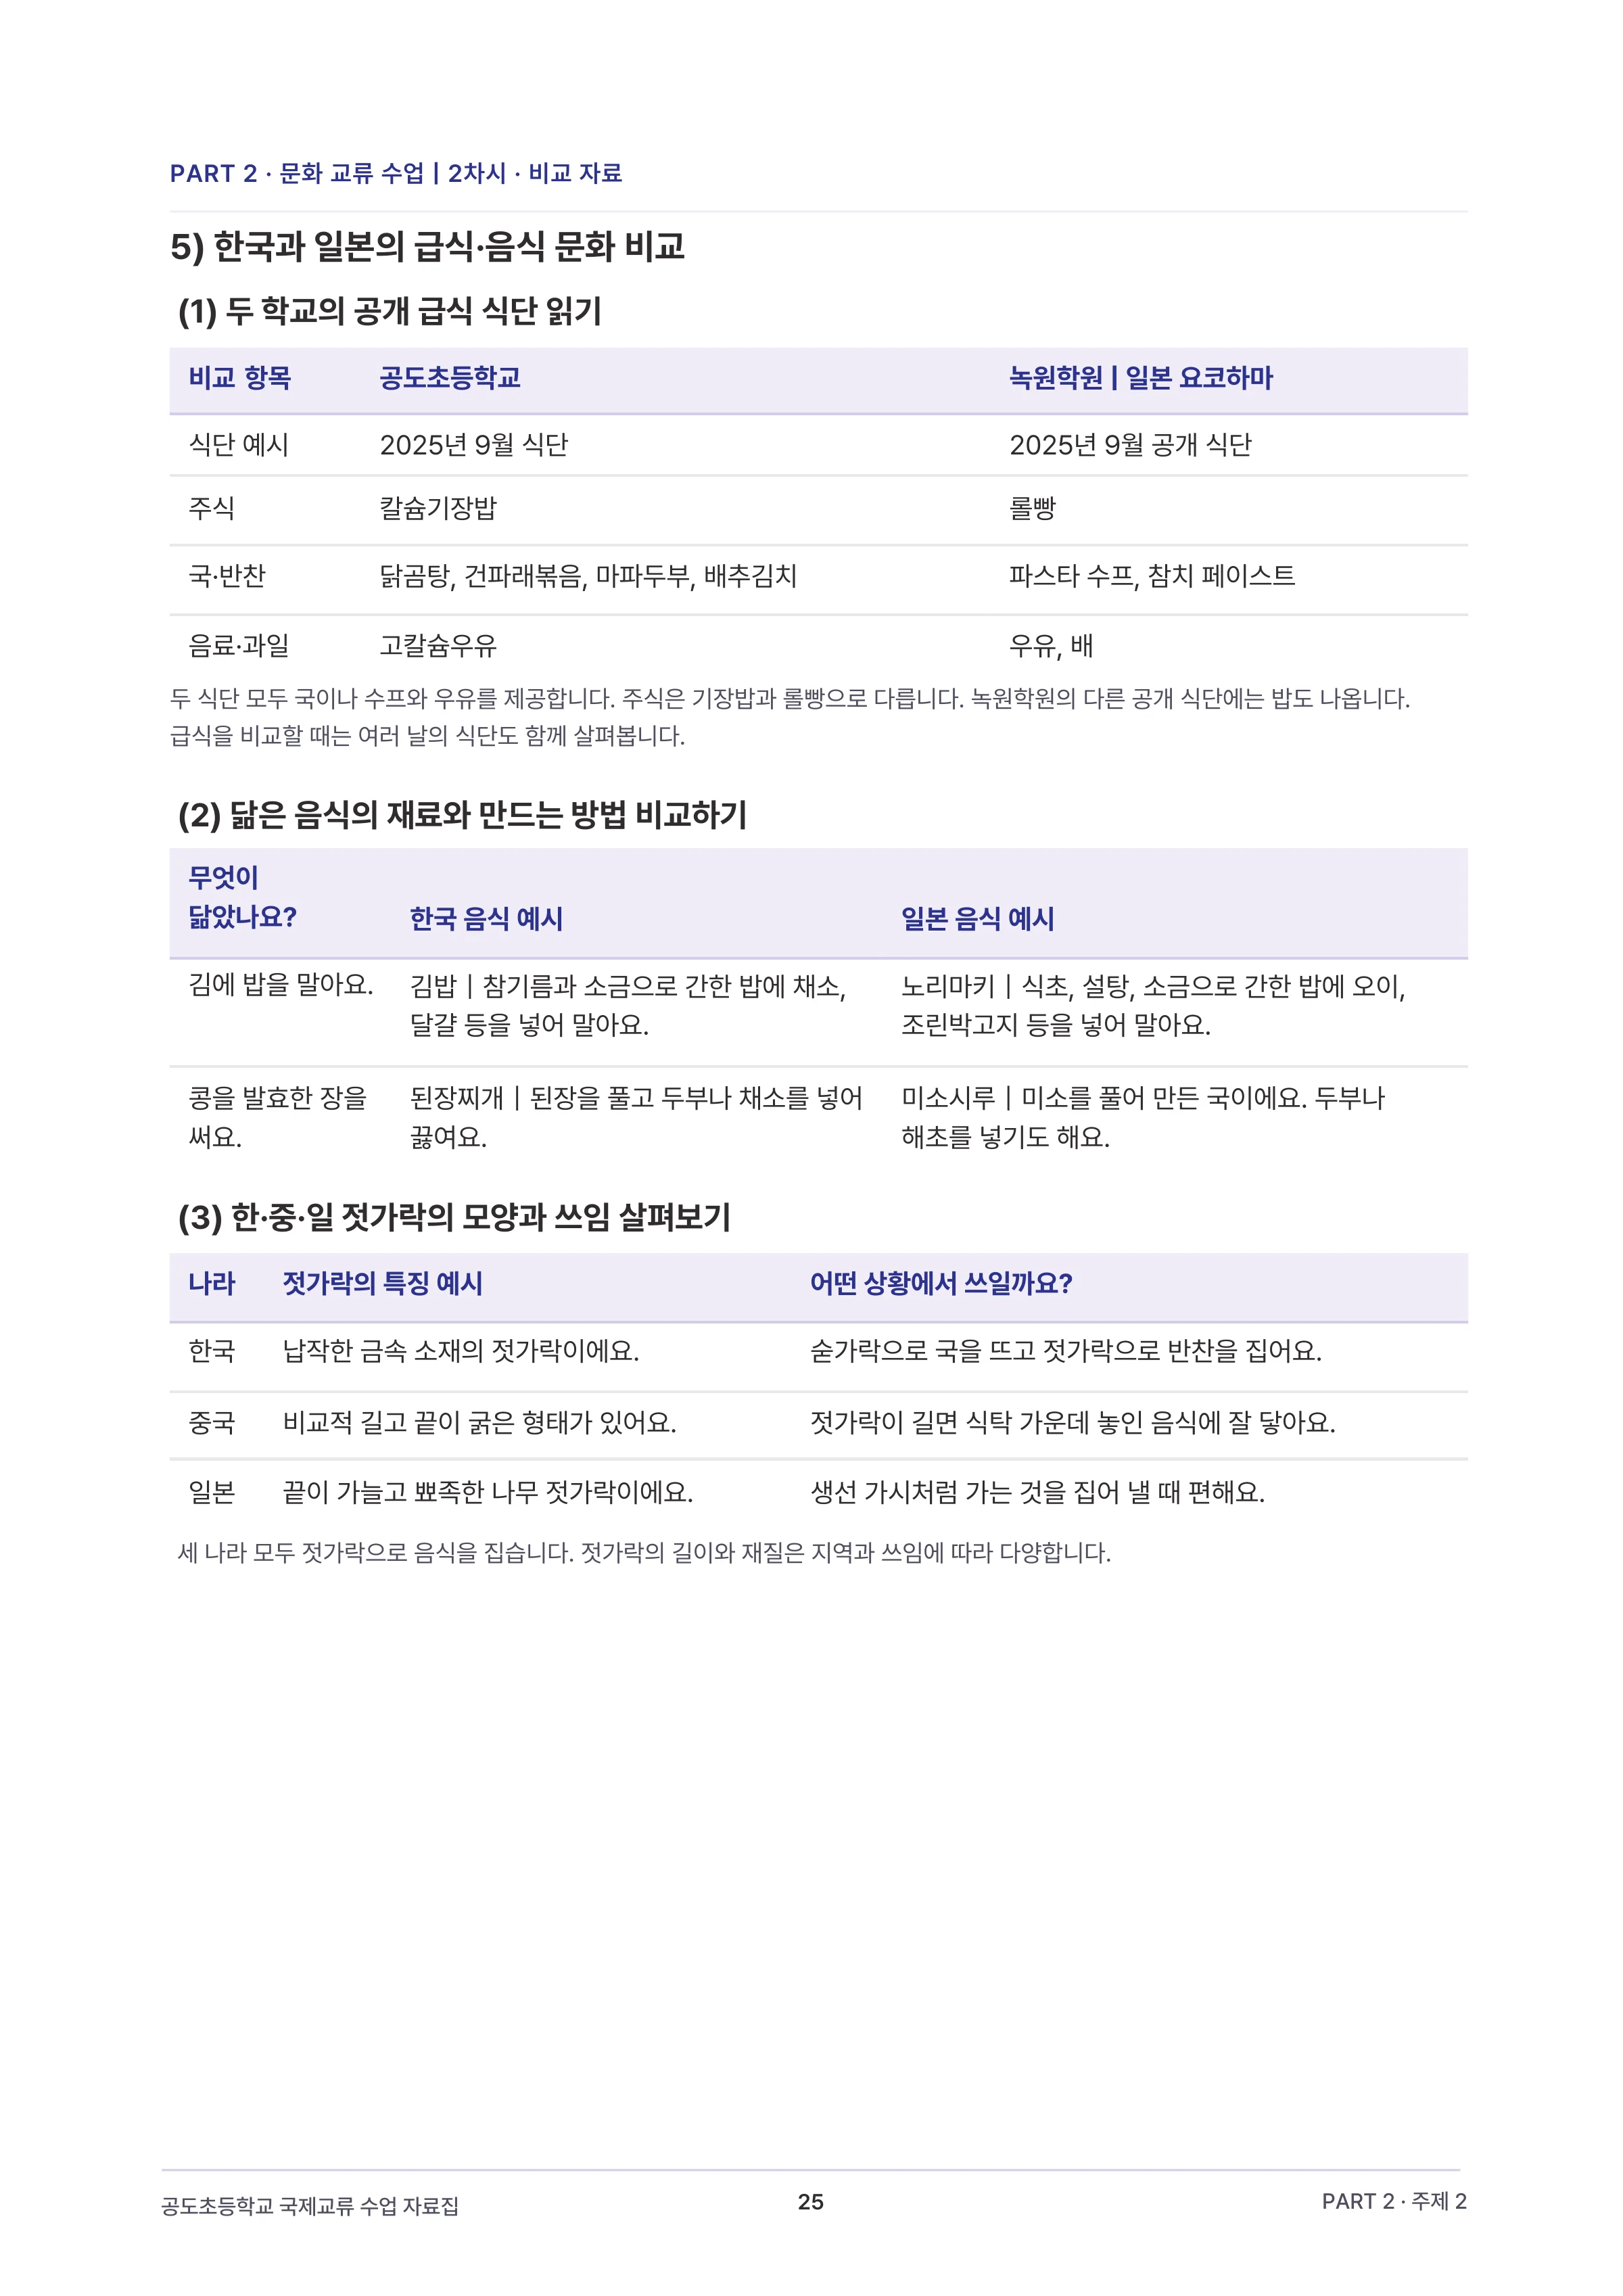 PART 2 · 문화 교류 수업 | 2차시 · 비교 자료
5) 한국과 일본의 급식·음식 문화 비교
(1) 두 학교의 공개 급식 식단 읽기
비교 항목 공도초등학교 녹원학원 | 일본 요코하마
식단 예시 2025년 9월 식단 2025년 9월 공개 식단
주식 칼슘기장밥 롤빵
국·반찬 닭곰탕, 건파래볶음, 마파두부, 배추김치 파스타 수프, 참치 페이스트
음료·과일 고칼슘우유 우유, 배
두 식단 모두 국이나 수프와 우유를 제공합니다. 주식은 기장밥과 롤빵으로 다릅니다. 녹원학원의 다른 공개 식단에는 밥도 나옵니다.
급식을 비교할 때는 여러 날의 식단도 함께 살펴봅니다.
(2) 닮은 음식의 재료와 만드는 방법 비교하기
무엇이
닮았나요? 한국 음식 예시 일본 음식 예시
김에 밥을 말아요. 김밥 | 참기름과 소금으로 간한 밥에 채소, 노리마키 | 식초, 설탕, 소금으로 간한 밥에 오이,
달걀 등을 넣어 말아요. 조린박고지 등을 넣어 말아요.
콩을 발효한 장을 된장찌개 | 된장을 풀고 두부나 채소를 넣어 미소시루 | 미소를 풀어 만든 국이에요. 두부나
써요. 끓여요. 해초를 넣기도 해요.
(3) 한·중·일 젓가락의 모양과 쓰임 살펴보기
나라 젓가락의 특징 예시 어떤 상황에서 쓰일까요?
한국 납작한 금속 소재의 젓가락이에요. 숟가락으로 국을 뜨고 젓가락으로 반찬을 집어요.
중국 비교적 길고 끝이 굵은 형태가 있어요. 젓가락이 길면 식탁 가운데 놓인 음식에 잘 닿아요.
일본 끝이 가늘고 뾰족한 나무 젓가락이에요. 생선 가시처럼 가는 것을 집어 낼 때 편해요.
세 나라 모두 젓가락으로 음식을 집습니다. 젓가락의 길이와 재질은 지역과 쓰임에 따라 다양합니다.
공도초등학교 국제교류 수업 자료집 25 PART 2 · 주제 2